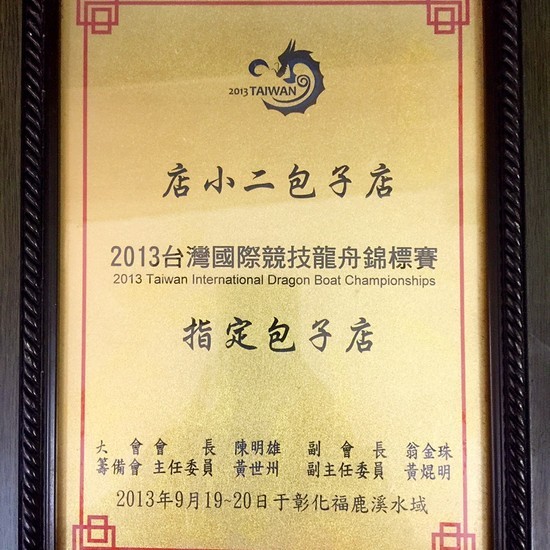 2013 TAIWAN
店小二包子店
2013台灣國際競技龍舟錦標賽
2013 Taiwan International Dragon Boat Championships
指定包子店
大會會長 陳明雄 副會長 翁金珠
籌備會 主任委員 黃世州 副主任委員 黃焜明
2013年9月19~20日于彰化福鹿溪水域